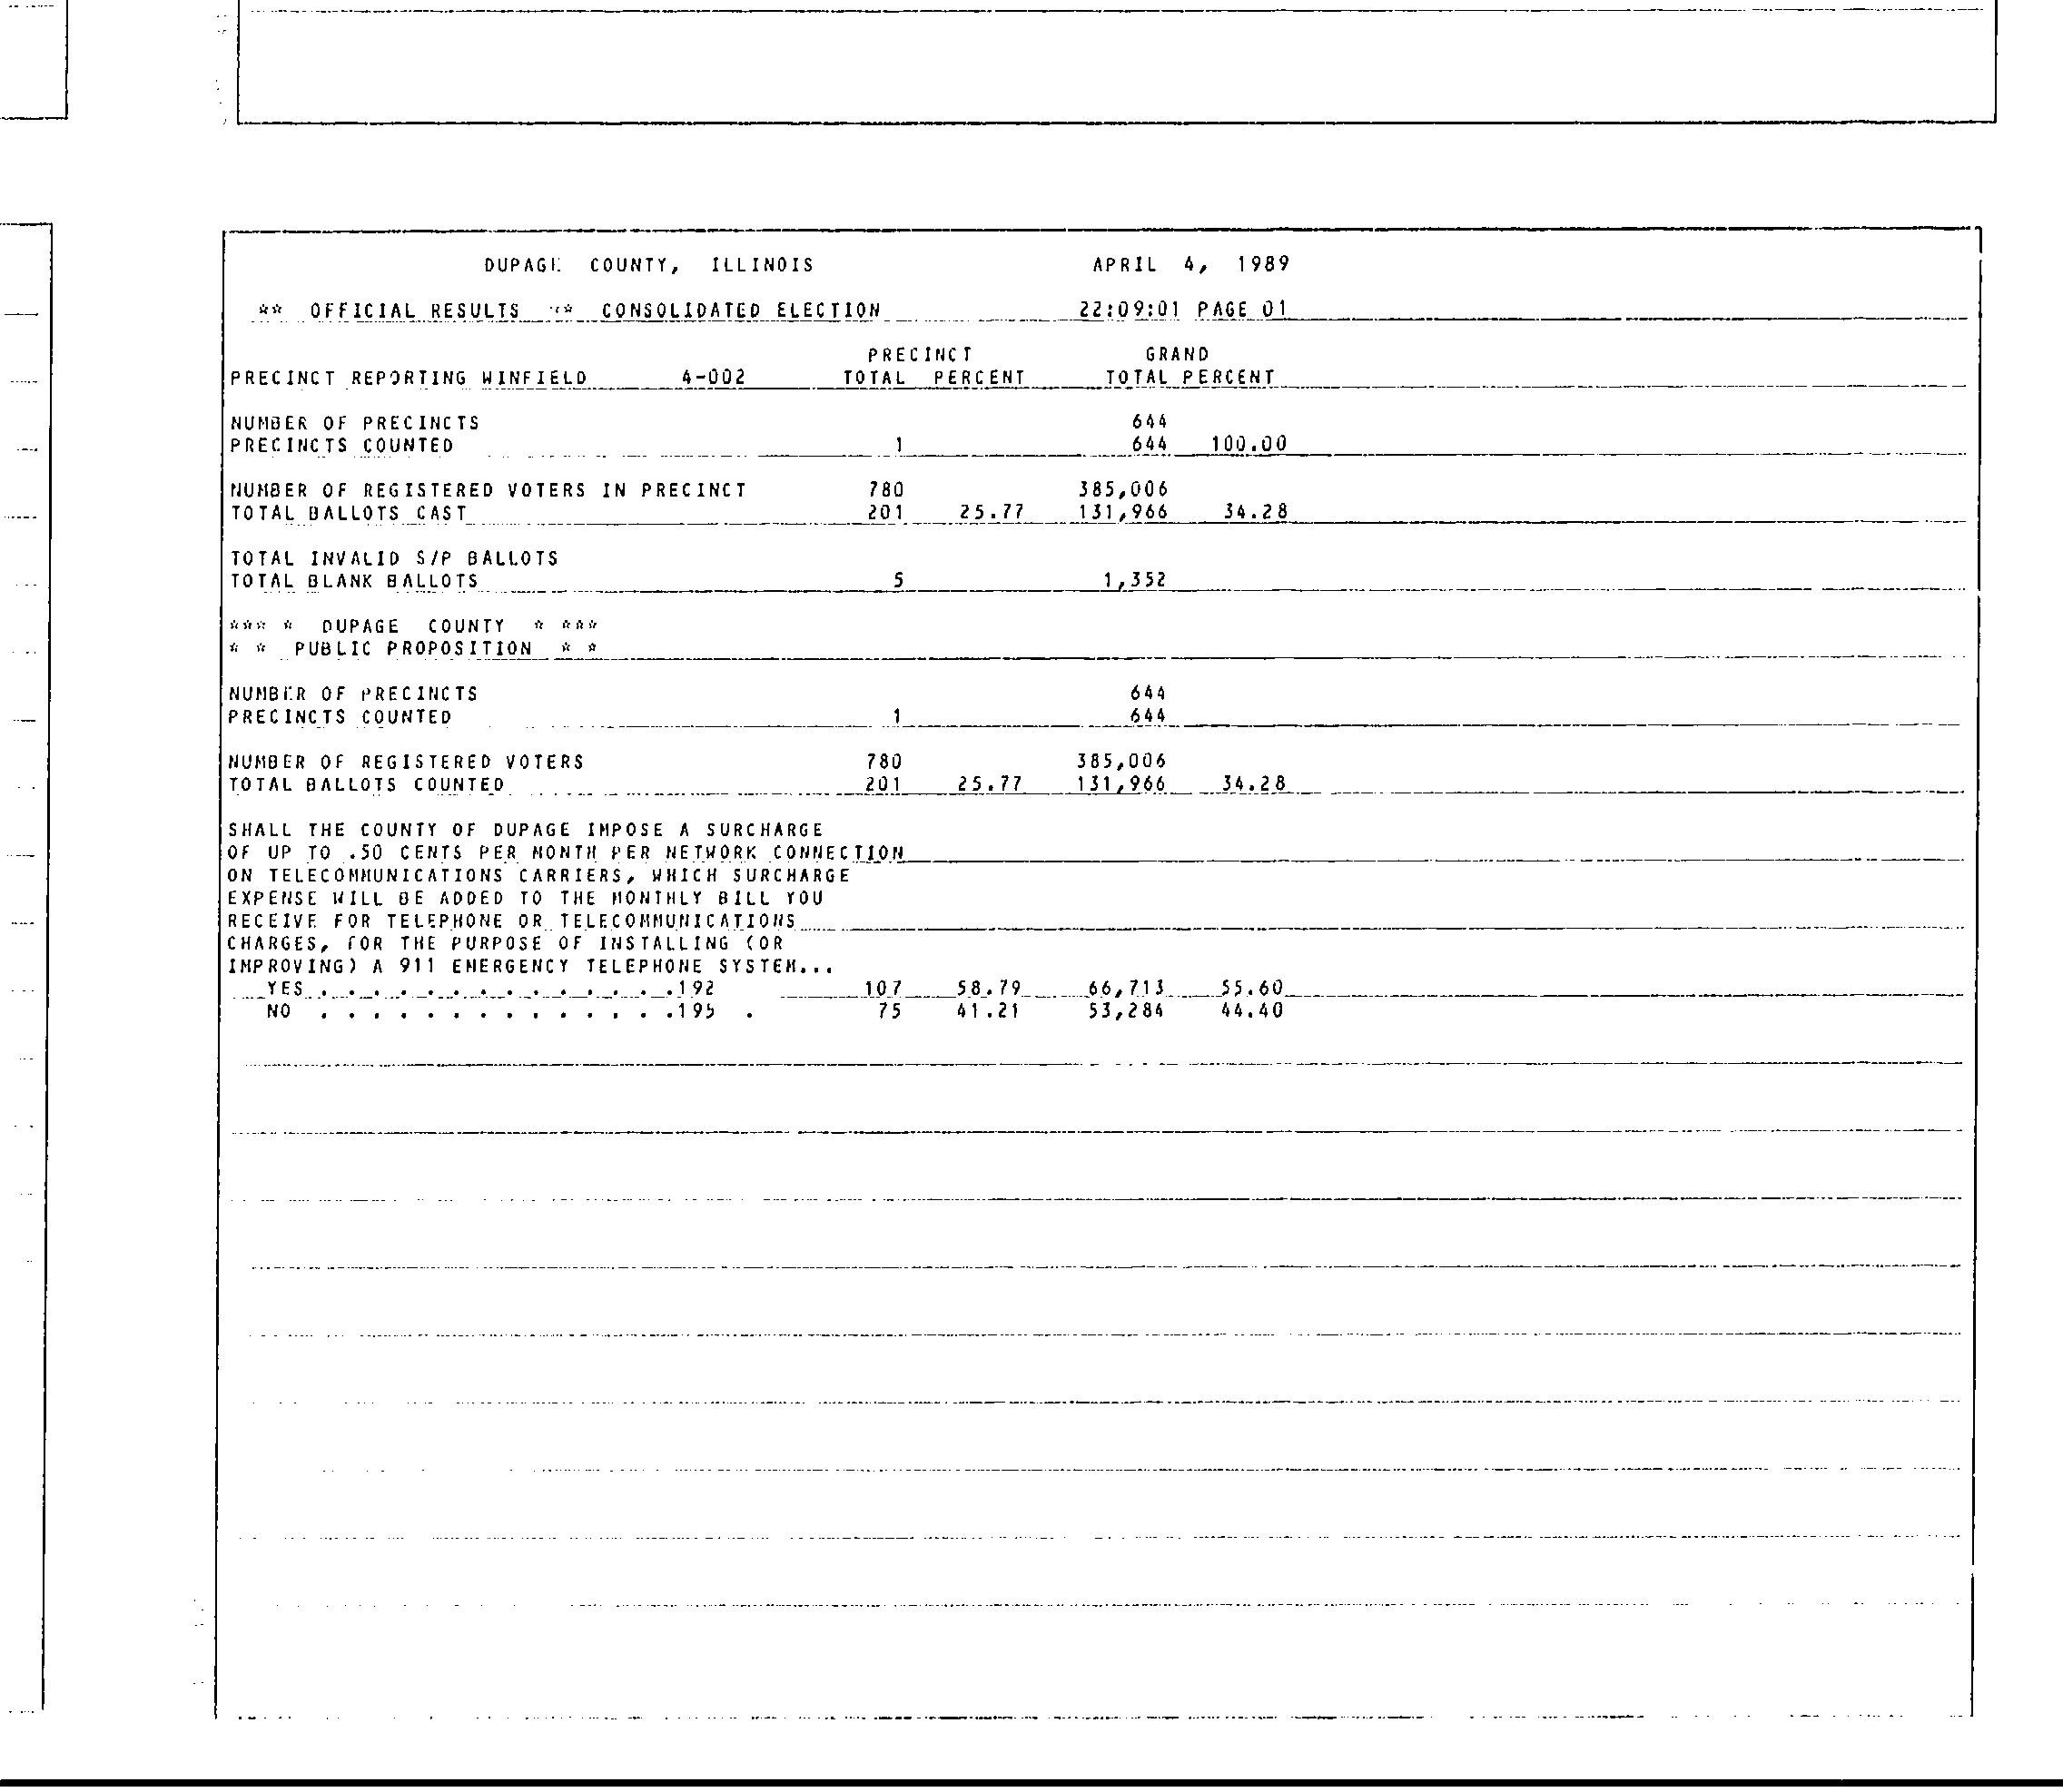 DUPAGE COUNTY, ILLINOIS APRIL 4, 1989
** OFFICIAL RESULTS ** CONSOLIDATED ELECTION 22:09:01 PAGE 01
PRECINCT GRAND
PRECINCT REPORTING WINFIELD 4-002 TOTAL PERCENT TOTAL PERCENT
NUMBER OF PRECINCTS 644
PRECINCTS COUNTED 1 644 100.00
NUMBER OF REGISTERED VOTERS IN PRECINCT 780 385,006
TOTAL BALLOTS CAST 201 25.77 131,966 34.28
TOTAL INVALID S/P BALLOTS
TOTAL BLANK BALLOTS 5 1,352
*** * DUPAGE COUNTY * ***
* * PUBLIC PROPOSITION * *
NUMBER OF PRECINCTS 644
PRECINCTS COUNTED 1 644
NUMBER OF REGISTERED VOTERS 780 385,006
TOTAL BALLOTS COUNTED 201 25.77 131,966 34.28
SHALL THE COUNTY OF DUPAGE IMPOSE A SURCHARGE
OF UP TO .50 CENTS PER MONTH PER NETWORK CONNECTION
ON TELECOMMUNICATIONS CARRIERS, WHICH SURCHARGE
EXPENSE WILL BE ADDED TO THE MONTHLY BILL YOU
RECEIVE FOR TELEPHONE OR TELECOMMUNICATIONS
CHARGES, FOR THE PURPOSE OF INSTALLING (OR
IMPROVING) A 911 EMERGENCY TELEPHONE SYSTEM...
YES . . . . . . . . . . . . . .192 107 58.79 66,713 55.60
NO . . . . . . . . . . . . . .195 . 75 41.21 53,284 44.40